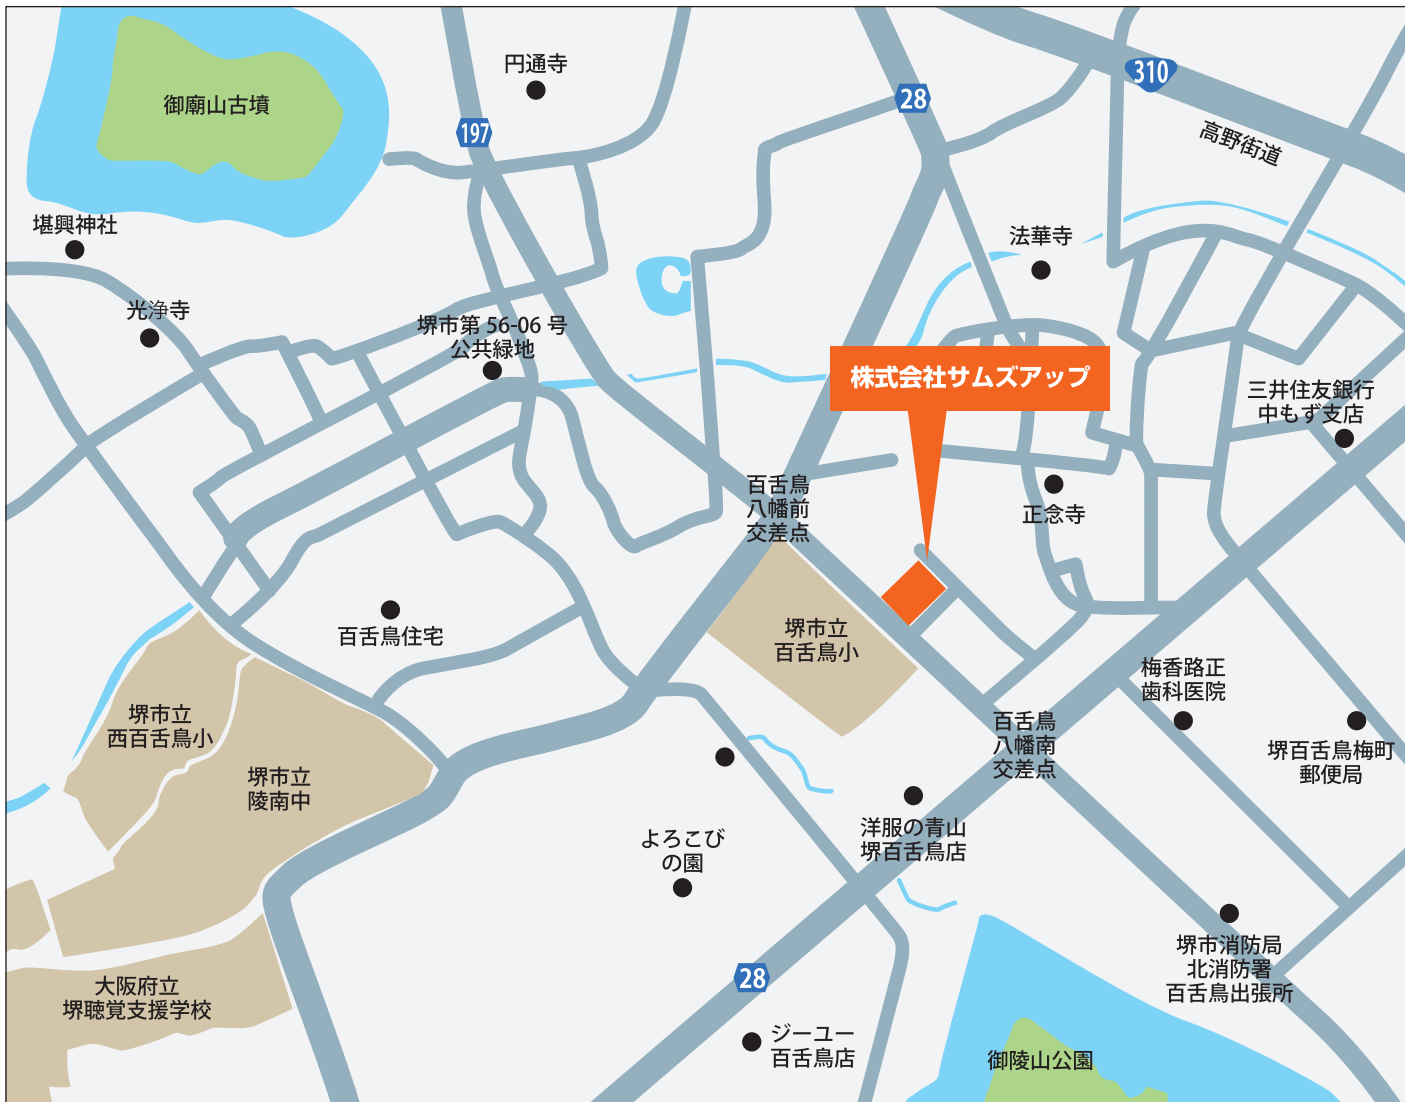 円通寺
310
28
御廟山古墳
197
高野街道
堪興神社
法華寺
光浄寺
堺市第 56-06 号
公共緑地
株式会社サムズアップ
三井住友銀行
中もず支店
百舌鳥
八幡前
交差点
正念寺
百舌鳥住宅
堺市立
百舌鳥小
梅香路正
歯科医院
堺市立
西百舌鳥小
百舌鳥
八幡南
交差点
堺百舌鳥梅町
郵便局
堺市立
陵南中
洋服の青山
堺百舌鳥店
よろこび
の園
堺市消防局
北消防署
百舌鳥出張所
大阪府立
堺聴覚支援学校
28
ジーユー
百舌鳥店
御陵山公園